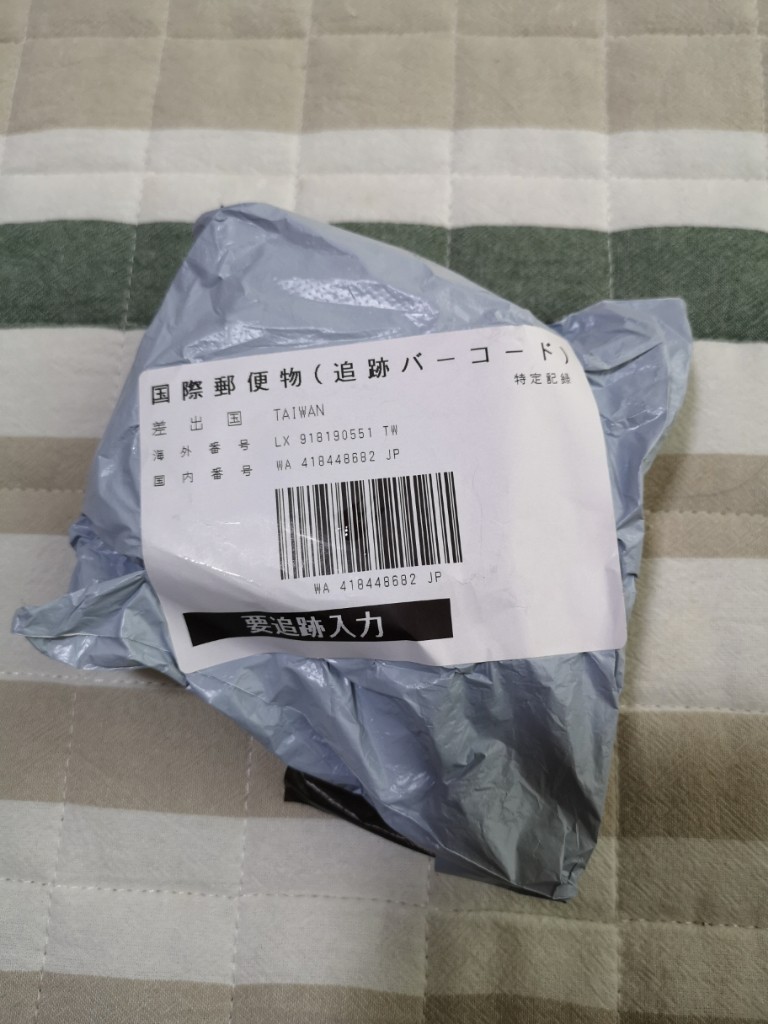 国際郵便物(追跡バーコード)
特定記録
差出国 TAIWAN
海外番号 LX 918190551 TW
国内番号 WA 418448682 JP
WA 418448682 JP
要追跡入力